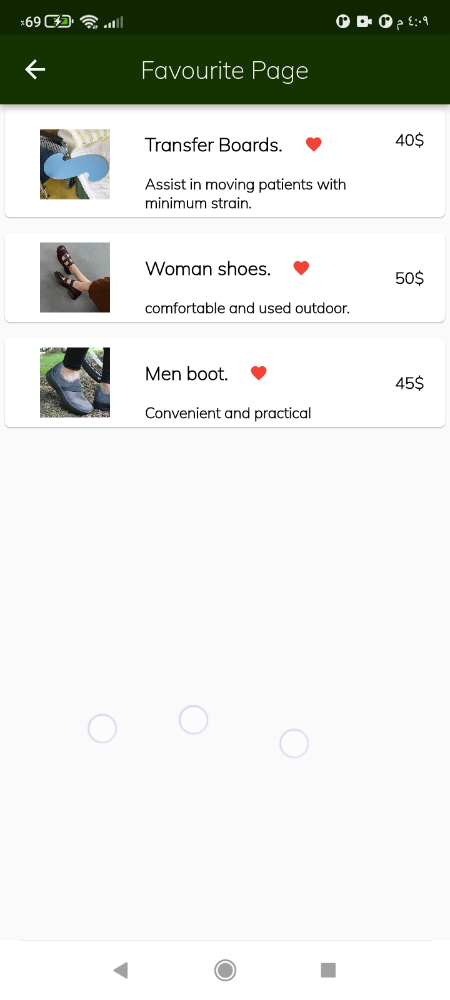 ٪69 ٤:٠٩ م
Favourite Page
Transfer Boards. 40$
Assist in moving patients with
minimum strain.
Woman shoes. 50$
comfortable and used outdoor.
Men boot. 45$
Convenient and practical